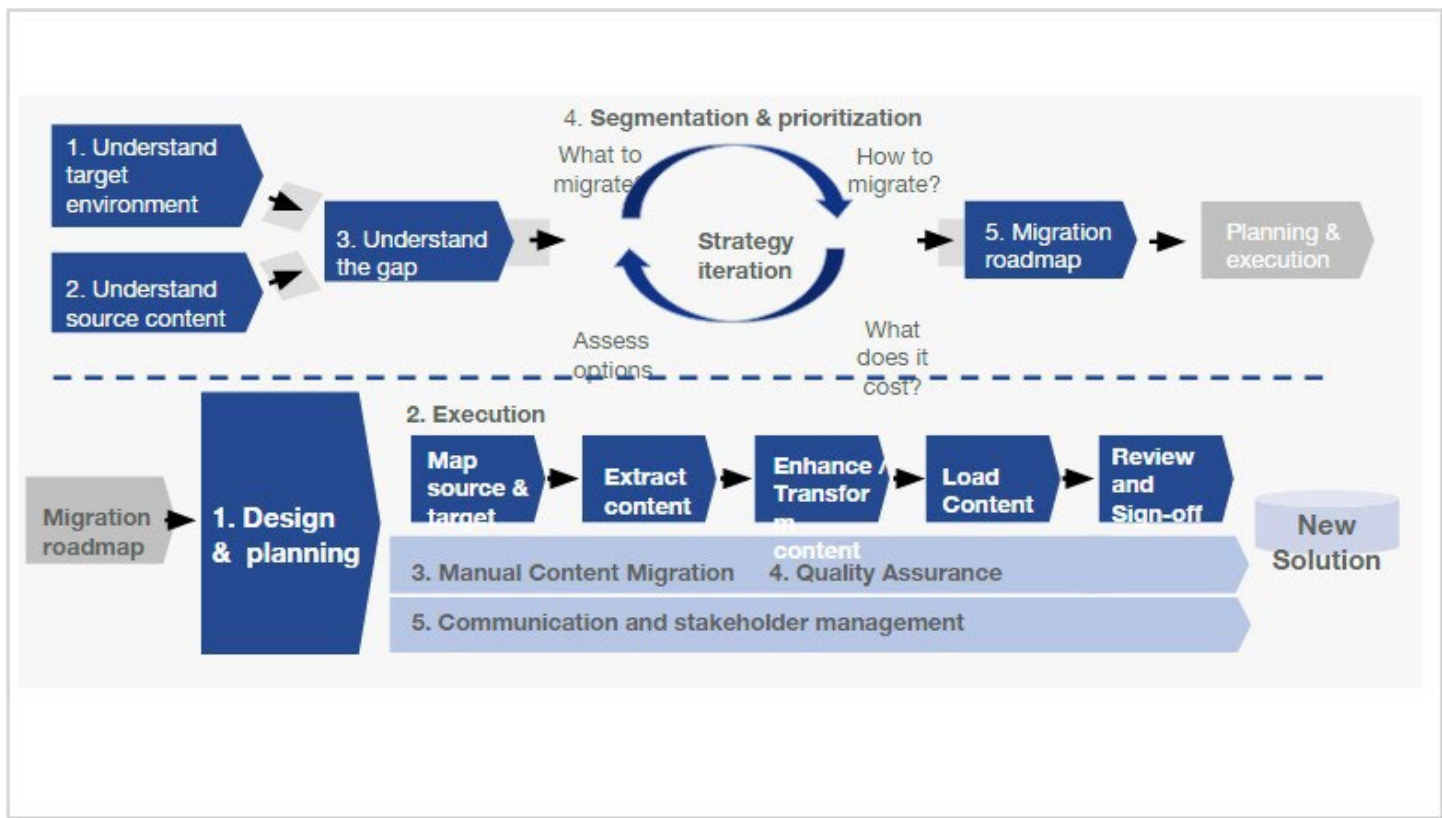 4. Segmentation & prioritization
1. Understand
target
environment
2. Understand
source content
3. Understand
the gap
What to
migrate?
How to
migrate?
Strategy
iteration
Assess
options
What
does it
cost?
5. Migration
roadmap
Planning &
execution
Migration
roadmap
1. Design
& planning
2. Execution
Map
source &
target
Extract
content
Enhance /
Transfor
m
content
Load
Content
Review
and
Sign-off
3. Manual Content Migration 4. Quality Assurance
5. Communication and stakeholder management
New
Solution